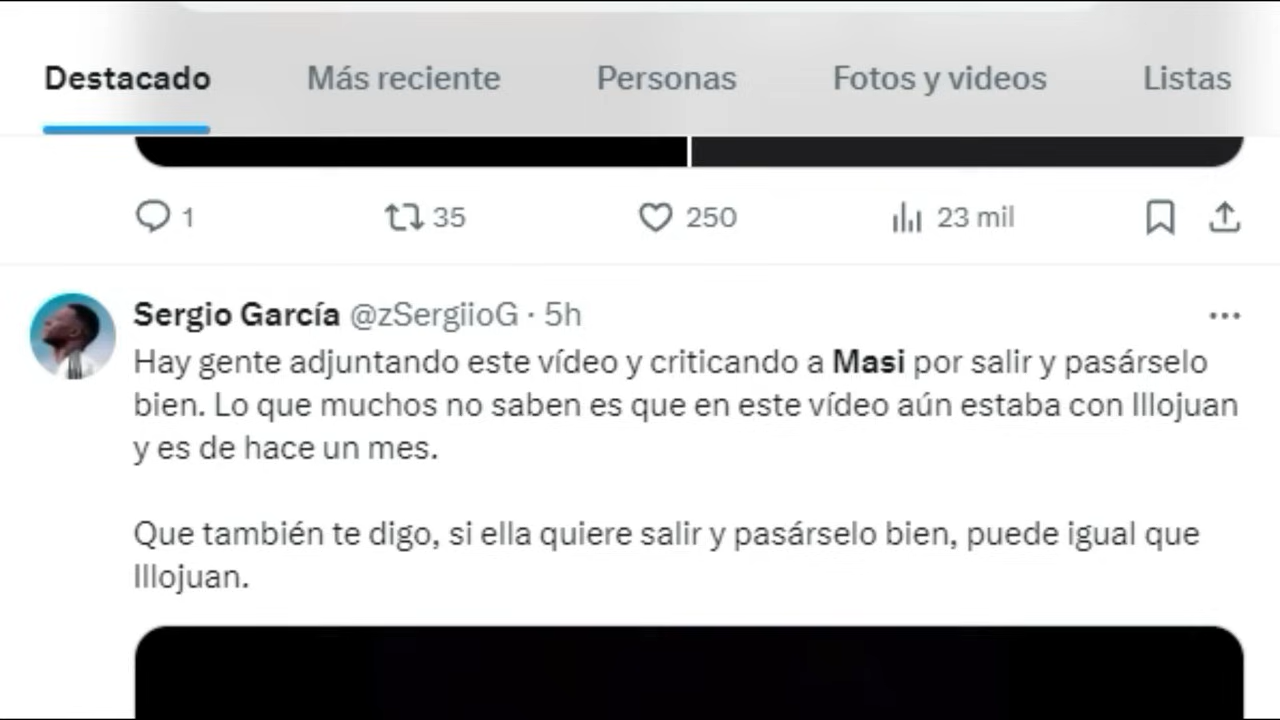 Destacado Más reciente Personas Fotos y videos Listas
1 35 250 23 mil
Sergio García @zSergiioG · 5h
Hay gente adjuntando este vídeo y criticando a Masi por salir y pasárselo
bien. Lo que muchos no saben es que en este vídeo aún estaba con Illojuan
y es de hace un mes.
Que también te digo, si ella quiere salir y pasárselo bien, puede igual que
Illojuan.